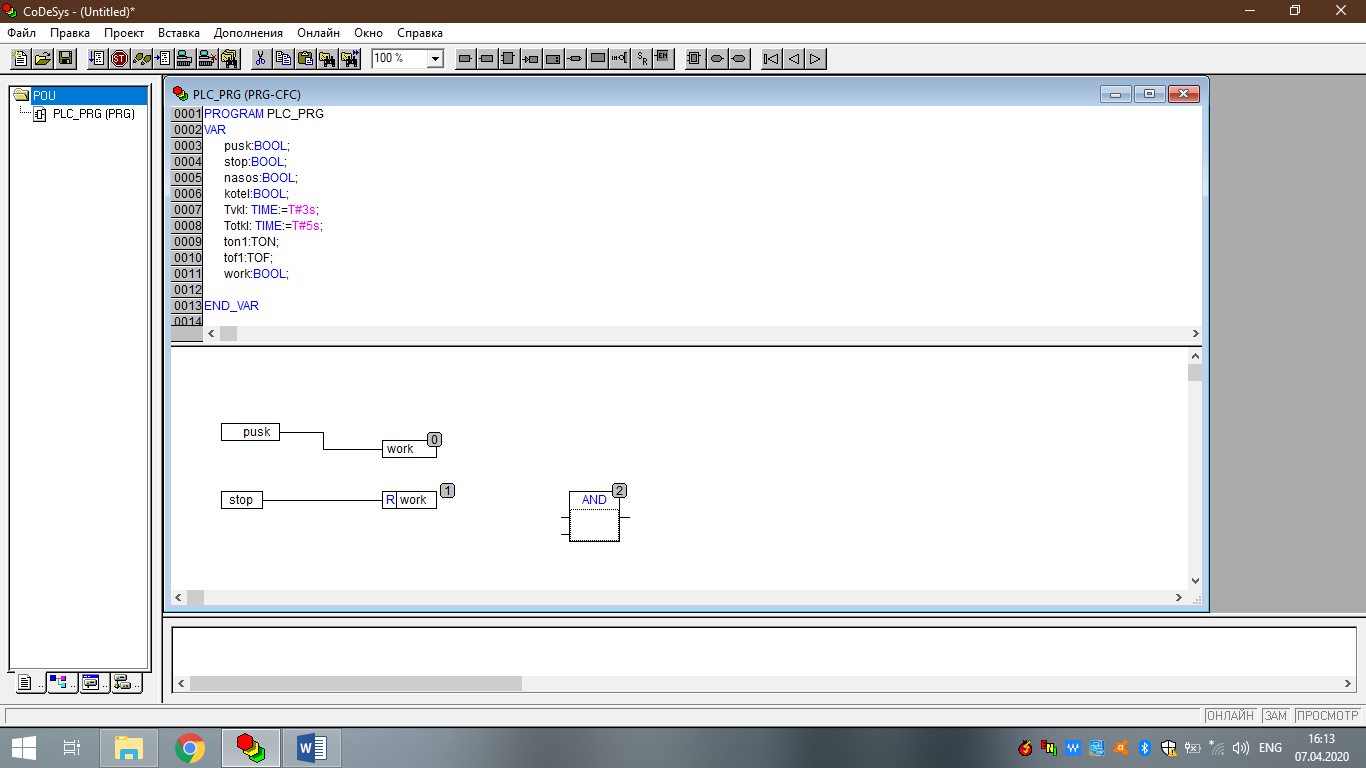 CoDeSys - (Untitled)*
Файл Правка Проект Вставка Дополнения Онлайн Окно Справка
100 %
POU
PLC_PRG (PRG)
PLC_PRG (PRG-CFC)
0001 PROGRAM PLC_PRG
0002 VAR
0003 pusk:BOOL;
0004 stop:BOOL;
0005 nasos:BOOL;
0006 kotel:BOOL;
0007 Tvkl: TIME:=T#3s;
0008 Totkl: TIME:=T#5s;
0009 ton1:TON;
0010 tof1:TOF;
0011 work:BOOL;
0012
0013 END_VAR
0014
pusk
work 0
stop
R work 1
AND 2
ОНЛАЙН ЗАМ ПРОСМОТР
ENG
16:13
07.04.2020